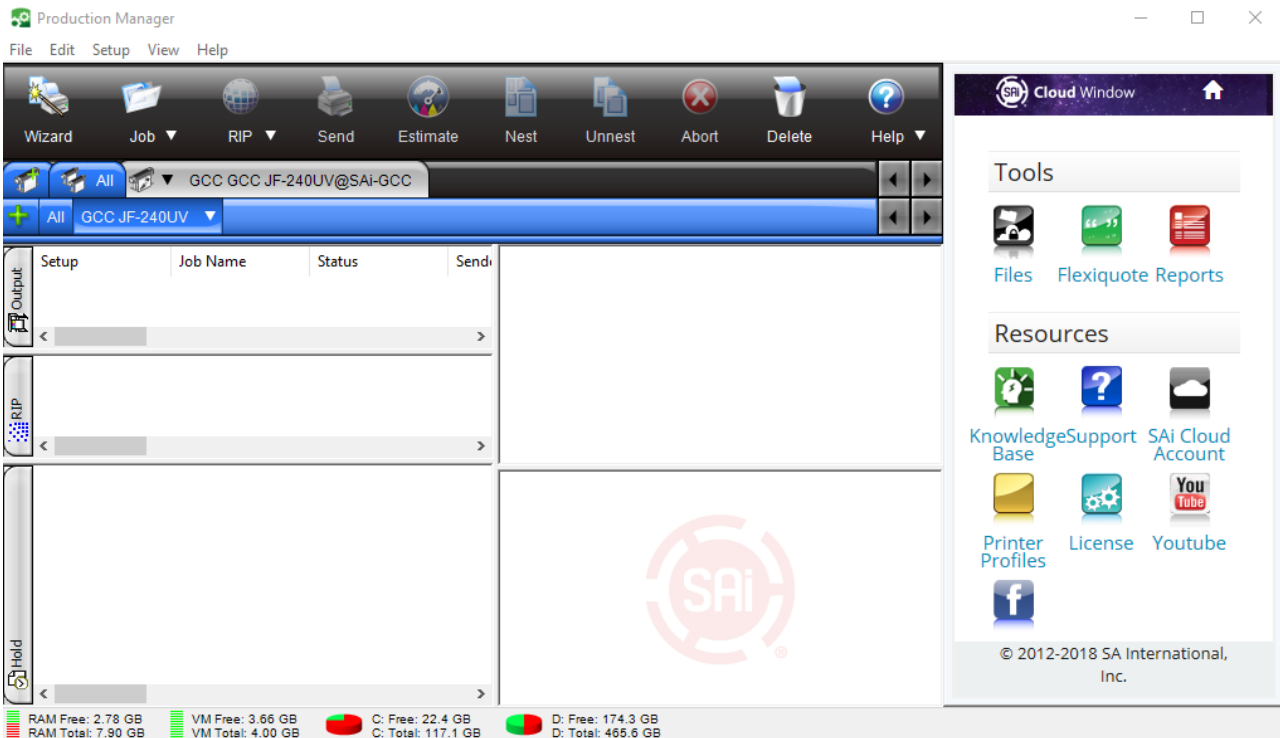 Production Manager
File Edit Setup View Help
Wizard Job RIP Send Estimate Nest Unnest Abort Delete Help
All GCC GCC JF-240UV@SAi-GCC
All GCC JF-240UV
Output
Setup Job Name Status Sende
RIP
Hold
SAi
®
RAM Free: 2.78 GB VM Free: 3.66 GB C: Free: 22.4 GB D: Free: 174.3 GB
RAM Total: 7.90 GB VM Total: 4.00 GB C: Total: 117.1 GB D: Total: 465.6 GB
SAi Cloud Window
Tools
Files Flexiquote Reports
Resources
Knowledge Base
Support
SAi Cloud Account
You Tube
Printer Profiles
License
Youtube
f
© 2012-2018 SA International,
Inc.